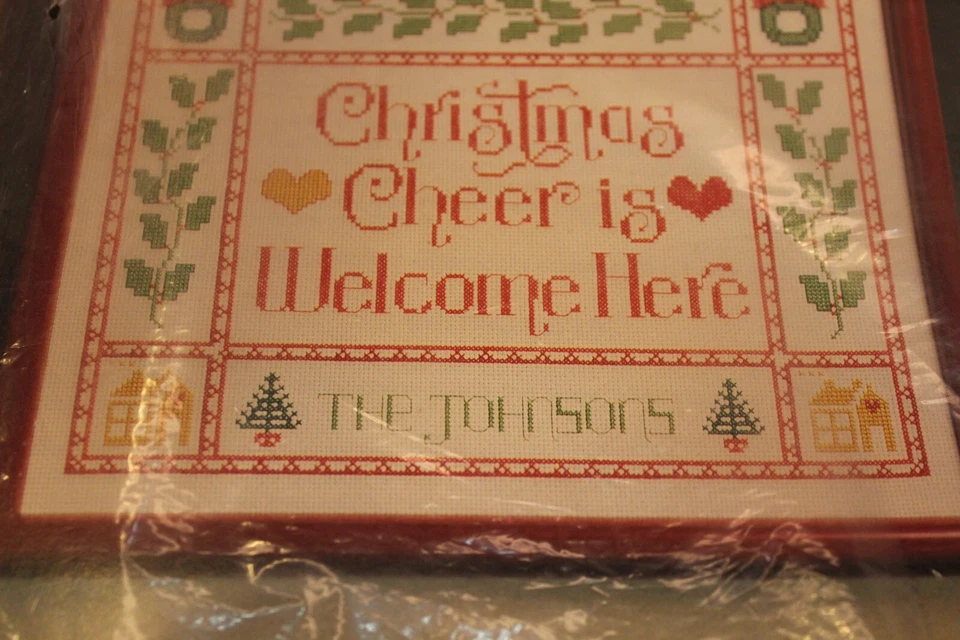 Christmas
Cheer is
Welcome Here
THE JOHNSONS